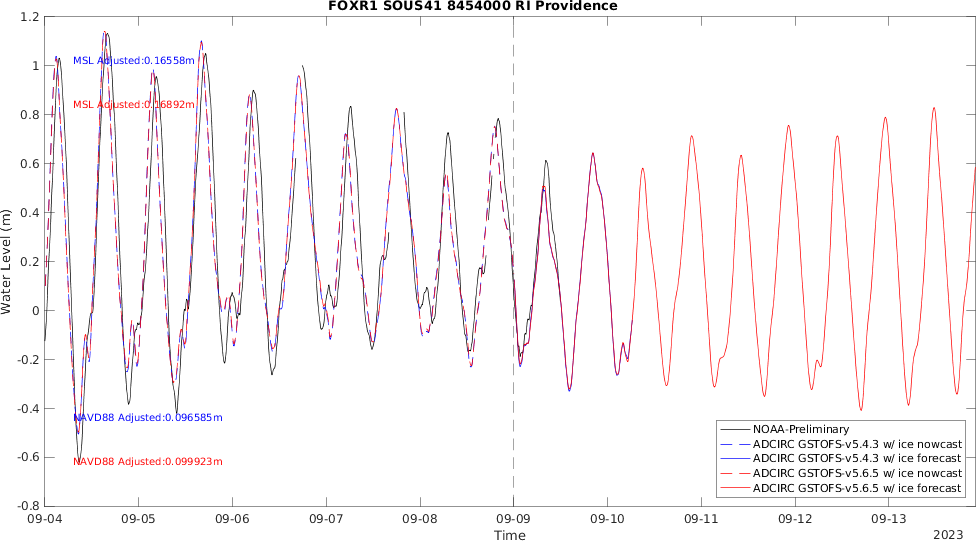 FOXR1 SOUS41 8454000 RI Providence
1.2
1
0.8
0.6
0.4
0.2
0
-0.2
-0.4
-0.6
-0.8
Water Level (m)
MSL Adjusted:0.16558m
MSL Adjusted:0.16892m
NAVD88 Adjusted:0.096585m
NAVD88 Adjusted:0.099923m
NOAA-Preliminary
ADCIRC GSTOFS-v5.4.3 w/ ice nowcast
ADCIRC GSTOFS-v5.4.3 w/ ice forecast
ADCIRC GSTOFS-v5.6.5 w/ ice nowcast
ADCIRC GSTOFS-v5.6.5 w/ ice forecast
09-04 09-05 09-06 09-07 09-08 09-09 09-10 09-11 09-12 09-13
Time
2023